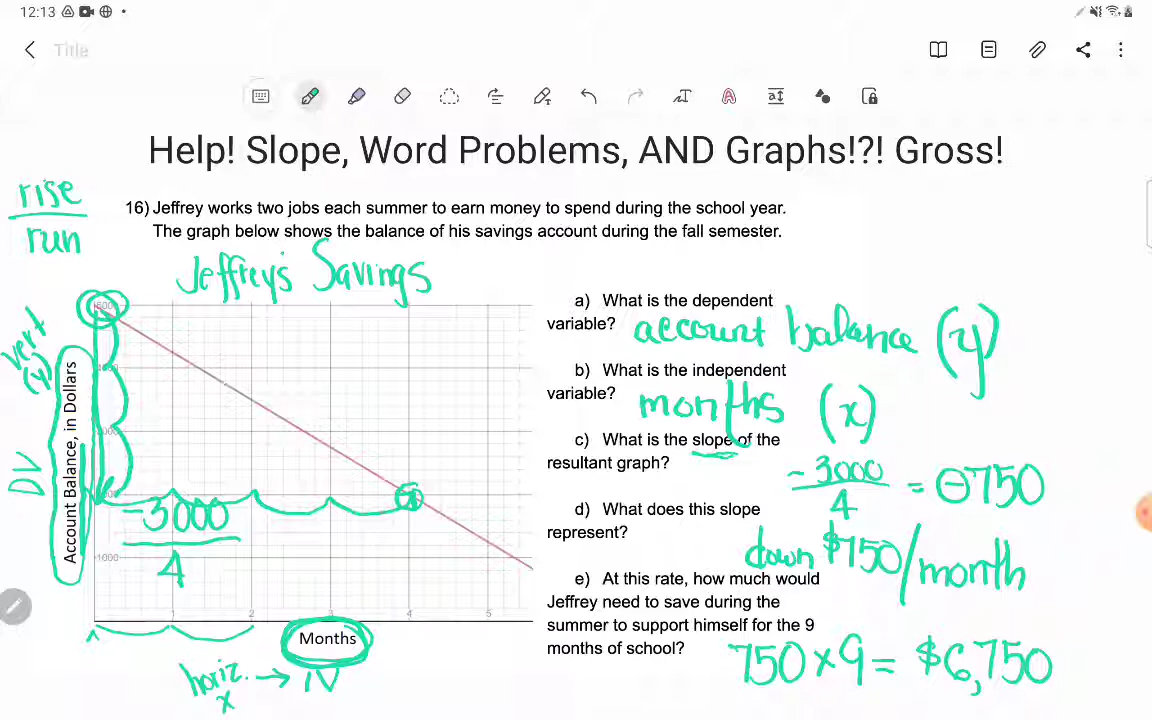 12:13
Title
Help! Slope, Word Problems, AND Graphs!?! Gross!
rise
run
16) Jeffrey works two jobs each summer to earn money to spend during the school year.
The graph below shows the balance of his savings account during the fall semester.
Jeffrey's Savings
vert
(y)
DV
Account Balance, in Dollars
1000
-3000
4
1 2 4 5
Months
horiz. → IV
x
a) What is the dependent
variable? account balance (y)
b) What is the independent
variable? months (x)
c) What is the slope of the
resultant graph?
-3000
4
= -750
d) What does this slope
represent?
down $750/month
e) At this rate, how much would
Jeffrey need to save during the
summer to support himself for the 9
months of school? 750 x 9 = $6,750